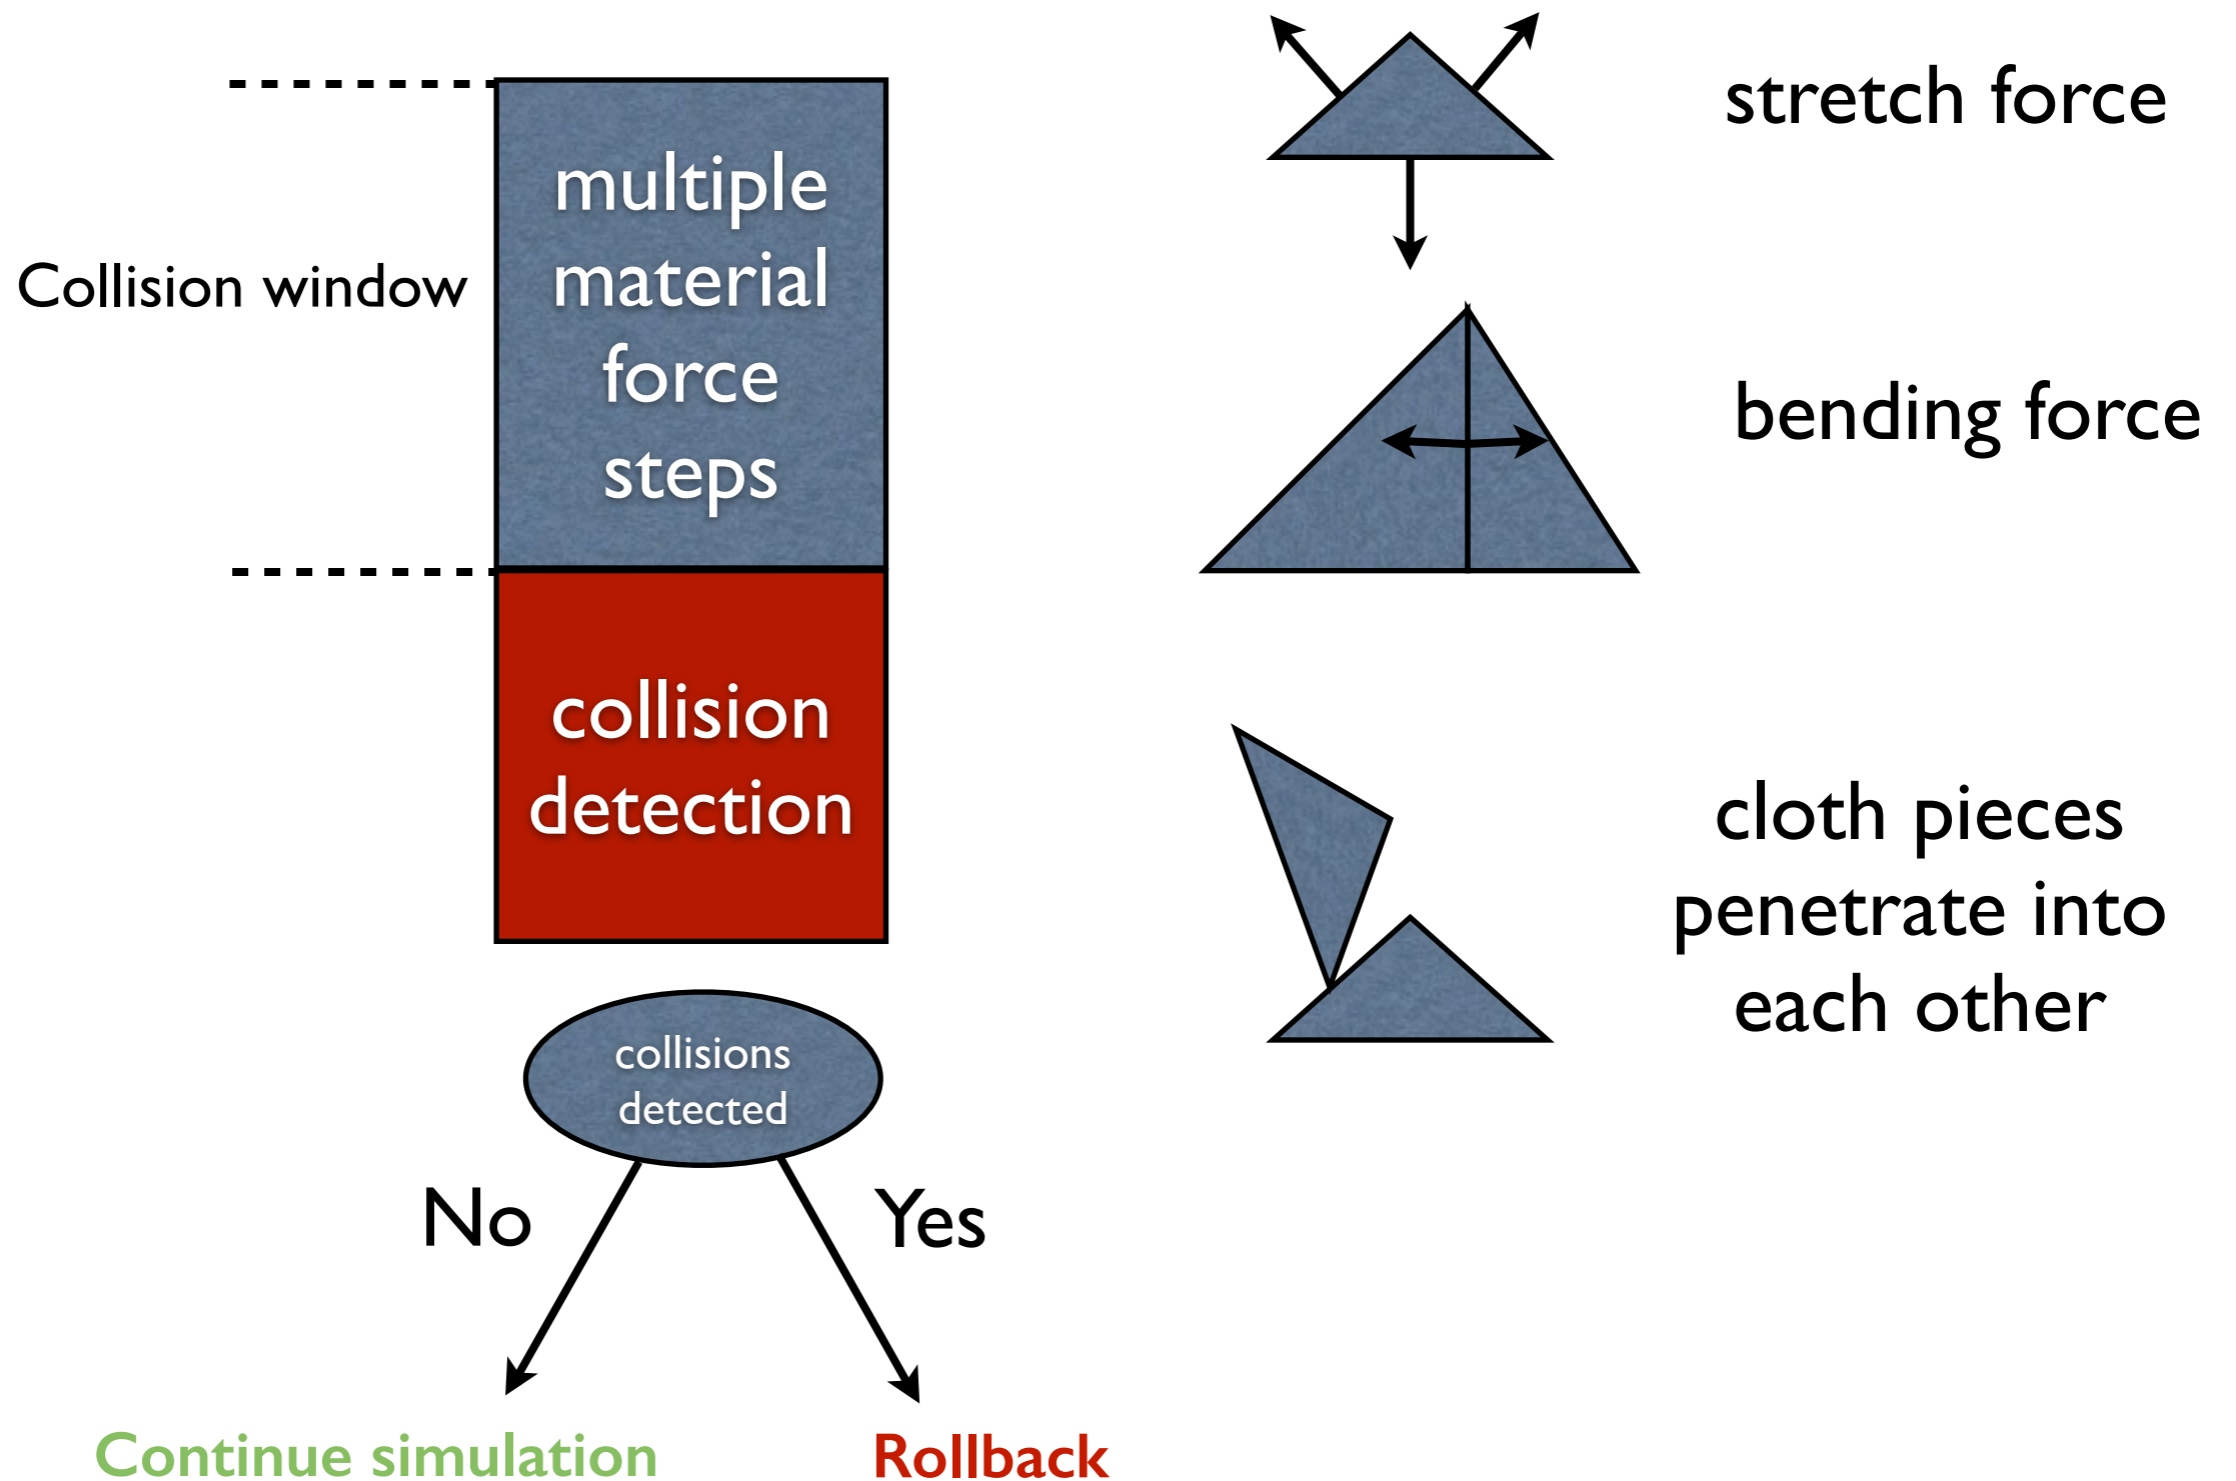 Collision window
multiple
material
force
steps
collision
detection
collisions
detected
No
Yes
Continue simulation
Rollback
stretch force
bending force
cloth pieces
penetrate into
each other